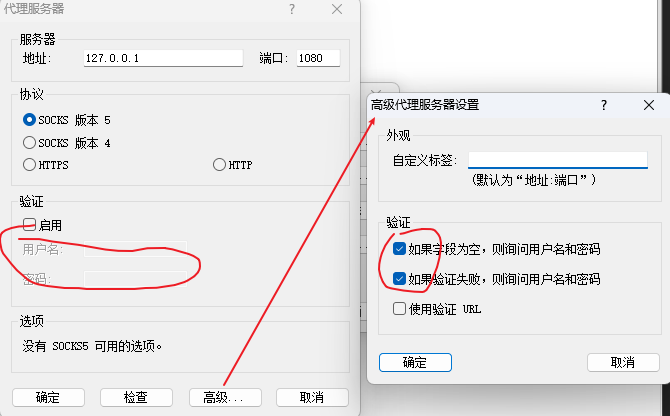 代理服务器
?
服务器
地址: 127.0.0.1 端口: 1080
协议
SOCKS 版本 5
SOCKS 版本 4
HTTPS HTTP
验证
启用
用户名:
密码:
选项
没有 SOCKS5 可用的选项。
确定 检查 高级... 取消
高级代理服务器设置
?
外观
自定义标签:
(默认为“地址:端口”)
验证
如果字段为空，则询问用户名和密码
如果验证失败，则询问用户名和密码
使用验证 URL
确定 取消